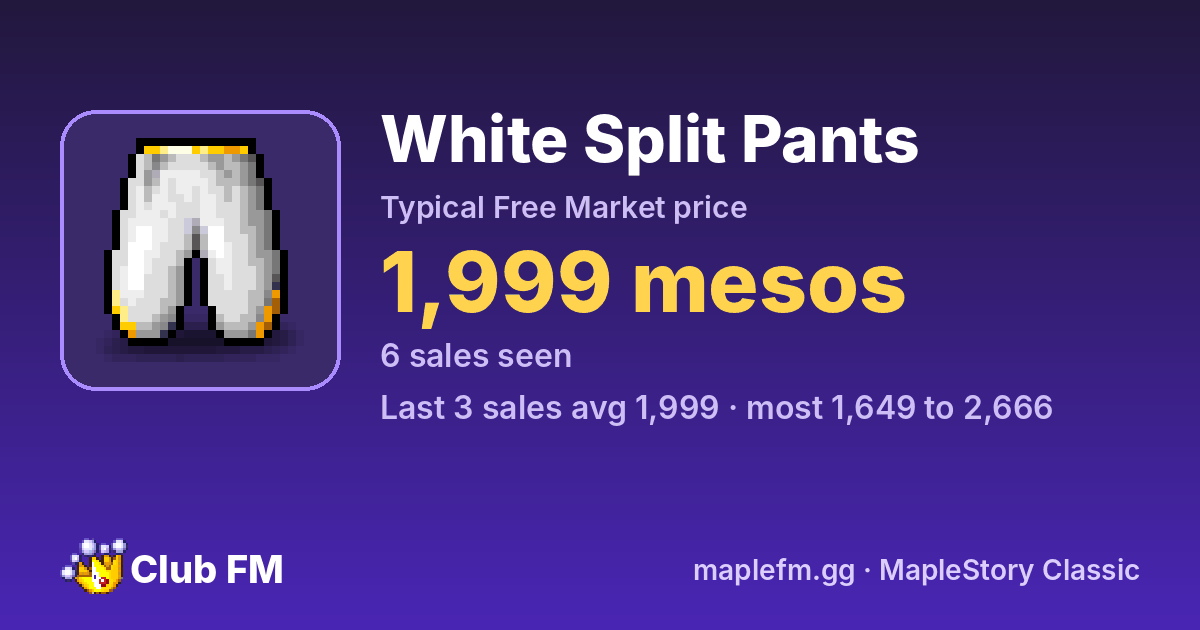 White Split Pants
Typical Free Market price
1,999 mesos
6 sales seen
Last 3 sales avg 1,999 · most 1,649 to 2,666
Club FM
maplefm.gg · MapleStory Classic